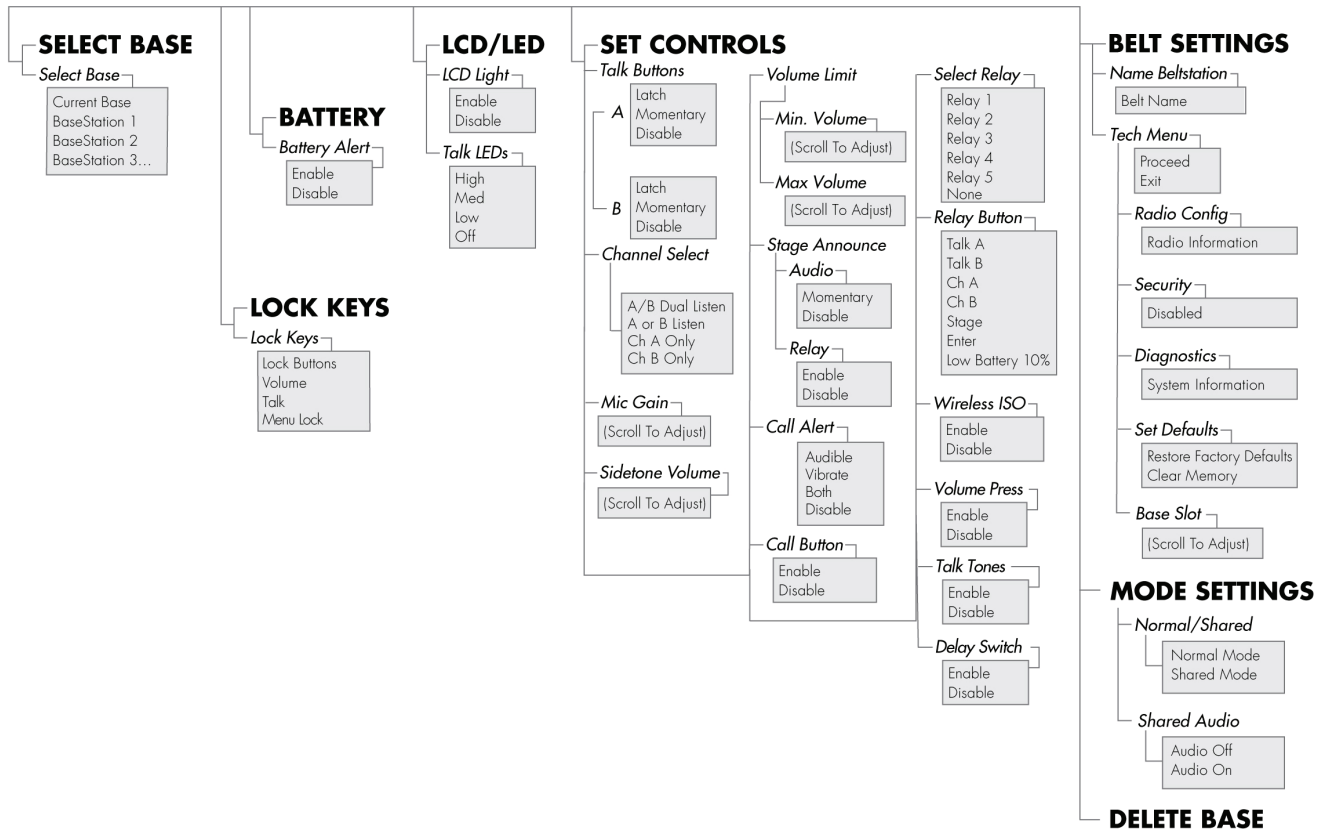 SELECT BASE
Select Base
Current Base
BaseStation 1
BaseStation 2
BaseStation 3...
BATTERY
Battery Alert
Enable
Disable
LOCK KEYS
Lock Keys
Lock Buttons
Volume
Talk
Menu Lock
LCD/LED
LCD Light
Enable
Disable
Talk LEDs
High
Med
Low
Off
SET CONTROLS
Talk Buttons
A
Latch
Momentary
Disable
B
Latch
Momentary
Disable
Channel Select
A/B Dual Listen
A or B Listen
Ch A Only
Ch B Only
Mic Gain
(Scroll To Adjust)
Sidetone Volume
(Scroll To Adjust)
Volume Limit
Min. Volume
(Scroll To Adjust)
Max Volume
(Scroll To Adjust)
Stage Announce
Audio
Momentary
Disable
Relay
Enable
Disable
Call Alert
Audible
Vibrate
Both
Disable
Call Button
Enable
Disable
Select Relay
Relay 1
Relay 2
Relay 3
Relay 4
Relay 5
None
Relay Button
Talk A
Talk B
Ch A
Ch B
Stage
Enter
Low Battery 10%
Wireless ISO
Enable
Disable
Volume Press
Enable
Disable
Talk Tones
Enable
Disable
Delay Switch
Enable
Disable
BELT SETTINGS
Name Beltstation
Belt Name
Tech Menu
Proceed
Exit
Radio Config
Radio Information
Security
Disabled
Diagnostics
System Information
Set Defaults
Restore Factory Defaults
Clear Memory
Base Slot
(Scroll To Adjust)
MODE SETTINGS
Normal/Shared
Normal Mode
Shared Mode
Shared Audio
Audio Off
Audio On
DELETE BASE